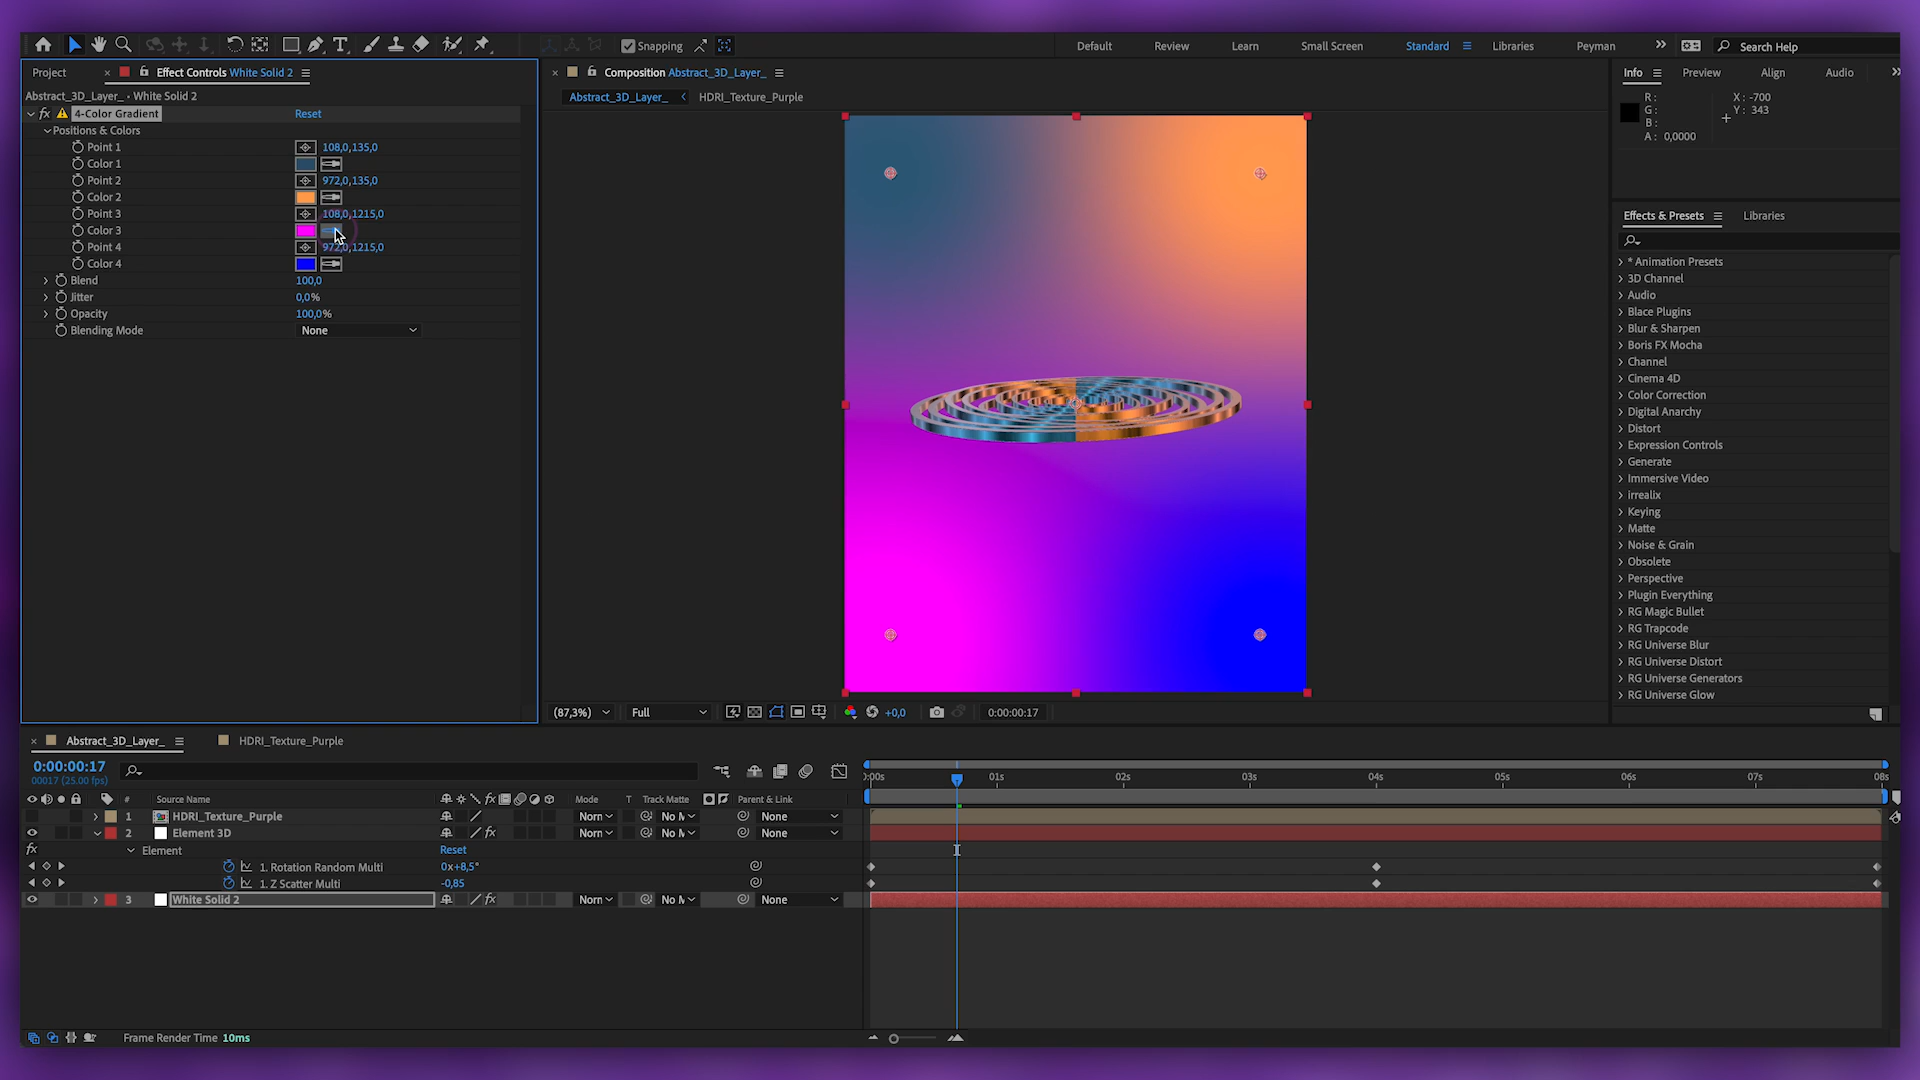 Snapping
Default
Review
Learn
Small Screen
Standard
Libraries
Peyman
Search Help
Project
Effect Controls White Solid 2
Composition Abstract_3D_Layer_
Info
Preview
Align
Audio
Abstract_3D_Layer_ • White Solid 2
Abstract_3D_Layer_
HDRI_Texture_Purple
R:
G:
B:
A: 0,0000
X: -700
Y: 343
fx 4-Color Gradient Reset
Positions & Colors
Point 1 108,0,135,0
Color 1
Point 2 972,0,135,0
Color 2
Point 3 108,0,1215,0
Color 3
Point 4 972,0,1215,0
Color 4
Blend 100,0
Jitter 0,0%
Opacity 100,0%
Blending Mode None
Effects & Presets
Libraries
* Animation Presets
3D Channel
Audio
Blace Plugins
Blur & Sharpen
Boris FX Mocha
Channel
Cinema 4D
Color Correction
Digital Anarchy
Distort
Expression Controls
Generate
Immersive Video
irrealix
Keying
Matte
Noise & Grain
Obsolete
Perspective
Plugin Everything
RG Magic Bullet
RG Trapcode
RG Universe Blur
RG Universe Distort
RG Universe Generators
RG Universe Glow
(87,3%)
Full
+0,0
0:00:00:17
Abstract_3D_Layer_
HDRI_Texture_Purple
0:00:00:17
00017 (25.00 fps)
):00s 01s 02s 03s 04s 05s 06s 07s 08s
# Source Name fx Mode T Track Matte Parent & Link
1 HDRI_Texture_Purple Norn No M None
2 Element 3D fx Norn No M None
fx Element Reset
1. Rotation Random Multi 0x+8,5°
1. Z Scatter Multi -0,85
3 White Solid 2 fx Norn No M None
Frame Render Time 10ms